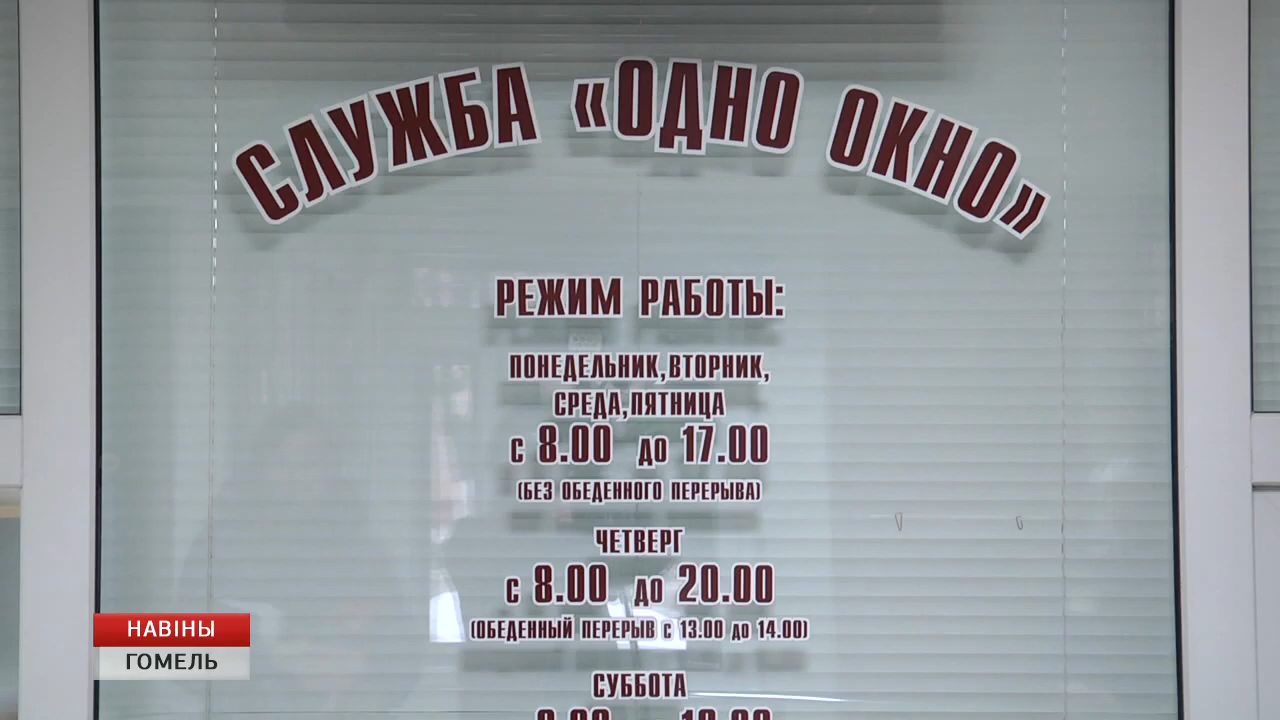 СЛУЖБА «ОДНО ОКНО»
РЕЖИМ РАБОТЫ:
ПОНЕДЕЛЬНИК, ВТОРНИК,
СРЕДА, ПЯТНИЦА
С 8.00 ДО 17.00
(БЕЗ ОБЕДЕННОГО ПЕРЕРЫВА)
ЧЕТВЕРГ
С 8.00 ДО 20.00
(ОБЕДЕННЫЙ ПЕРЕРЫВ С 13.00 ДО 14.00)
СУББОТА
НАВІНЫ
ГОМЕЛЬ